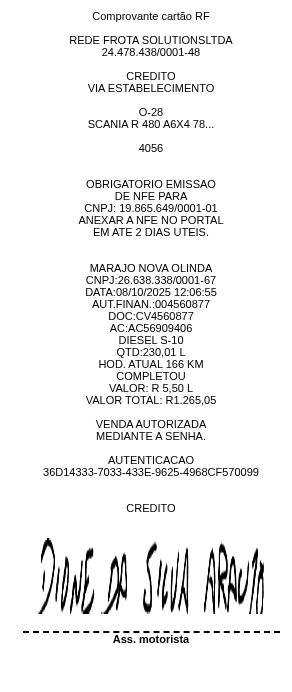 Comprovante cartão RF
REDE FROTA SOLUTIONSLTDA
24.478.438/0001-48
CREDITO
VIA ESTABELECIMENTO
O-28
SCANIA R 480 A6X4 78...
4056
OBRIGATORIO EMISSAO
DE NFE PARA
CNPJ: 19.865.649/0001-01
ANEXAR A NFE NO PORTAL
EM ATE 2 DIAS UTEIS.
MARAJO NOVA OLINDA
CNPJ:26.638.338/0001-67
DATA:08/10/2025 12:06:55
AUT.FINAN.:004560877
DOC:CV4560877
AC:AC56909406
DIESEL S-10
QTD:230,01 L
HOD. ATUAL 166 KM
COMPLETOU
VALOR: R 5,50 L
VALOR TOTAL: R1.265,05
VENDA AUTORIZADA
MEDIANTE A SENHA.
AUTENTICACAO
36D14333-7033-433E-9625-4968CF570099
CREDITO
DA SILVA
Ass. motorista